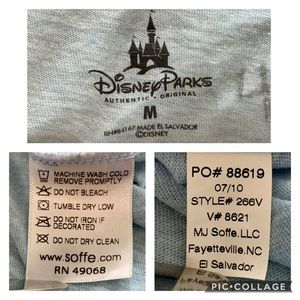 Disney PARKS
AUTHENTIC • ORIGINAL
M
MADE EL SALVADOR
©DISNEY
MACHINE WASH COLD
REMOVE PROMPTLY
DO NOT BLEACH
TUMBLE DRY LOW
DO NOT IRON IF
DECORATED
DO NOT DRY CLEAN
www.soffe.com
RN 49068
PO# 88619
07/10
STYLE# 266V
V# 8621
MJ Soffe, LLC
Fayetteville, NC
El Salvador
PIC•COLLAGE